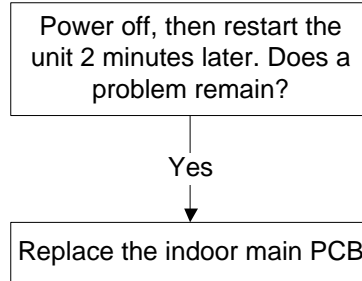 Power off, then restart the
unit 2 minutes later. Does a
problem remain?
Yes
Replace the indoor main PCB